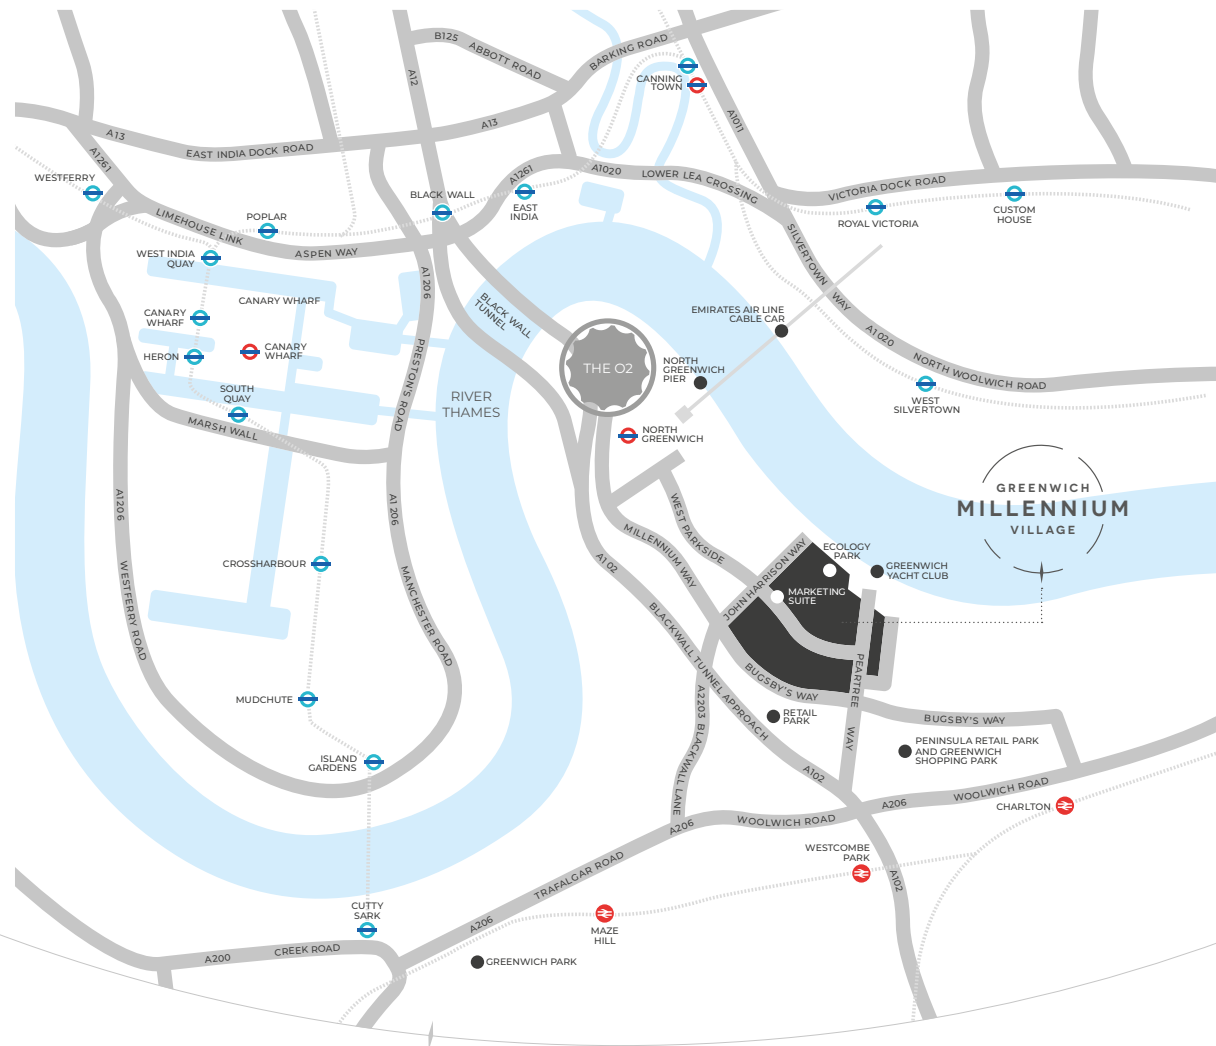 B125
ABBOTT ROAD
BARKING ROAD
A12
CANNING
TOWN
A1011
A13
A13
EAST INDIA DOCK ROAD
A1261
WESTFERRY
A1261
A1020
LOWER LEA CROSSING
VICTORIA DOCK ROAD
BLACK WALL
EAST
INDIA
CUSTOM
HOUSE
ROYAL VICTORIA
LIMEHOUSE LINK
POPLAR
ASPEN WAY
WEST INDIA
QUAY
SILVERTOWN
WAY
A1206
CANARY WHARF
BLACK WALL
TUNNEL
EMIRATES AIR LINE
CABLE CAR
CANARY
WHARF
A1020
NORTH WOOLWICH ROAD
HERON
CANARY
WHARF
THE O2
NORTH
GREENWICH
PIER
WEST
SILVERTOWN
SOUTH
QUAY
PRESTON'S ROAD
RIVER
THAMES
MARSH WALL
NORTH
GREENWICH
GREENWICH
MILLENNIUM
VILLAGE
A1206
A1206
WEST PARKSIDE
MILLENNIUM WAY
A102
JOHN HARRISON WAY
ECOLOGY
PARK
GREENWICH
YACHT CLUB
MARKETING
SUITE
CROSSHARBOUR
WESTFERRY ROAD
MANCHESTER ROAD
BLACKWALL TUNNEL APPROACH
BUGSBY'S WAY
PEARTREE
WAY
MUDCHUTE
A2203 BLACKWALL LANE
RETAIL
PARK
BUGSBY'S WAY
PENINSULA RETAIL PARK
AND GREENWICH
SHOPPING PARK
ISLAND
GARDENS
A102
A206
WOOLWICH ROAD
CHARLTON
WOOLWICH ROAD
A206
WESTCOMBE
PARK
A102
TRAFALGAR ROAD
A206
CUTTY
SARK
MAZE
HILL
CREEK ROAD
A200
GREENWICH PARK